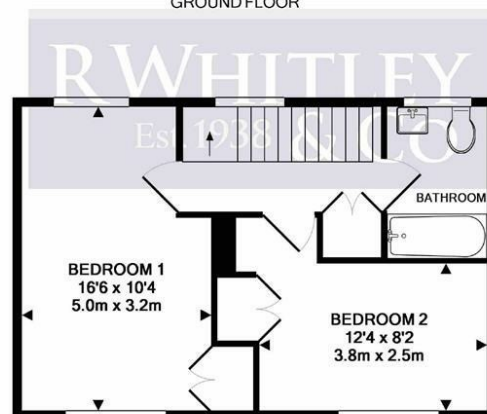 GROUND FLOOR
R WHITLEY
Est. 1938 & CO
BATHROOM
BEDROOM 1
16'6 x 10'4
5.0m x 3.2m
BEDROOM 2
12'4 x 8'2
3.8m x 2.5m